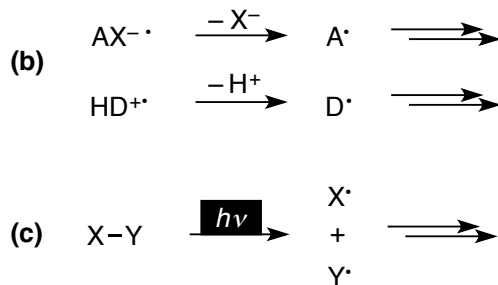 – X⁻
AX⁻• A•
(b)
– H⁺
HD⁺• D•
X•
hν
(c) X–Y +
Y•